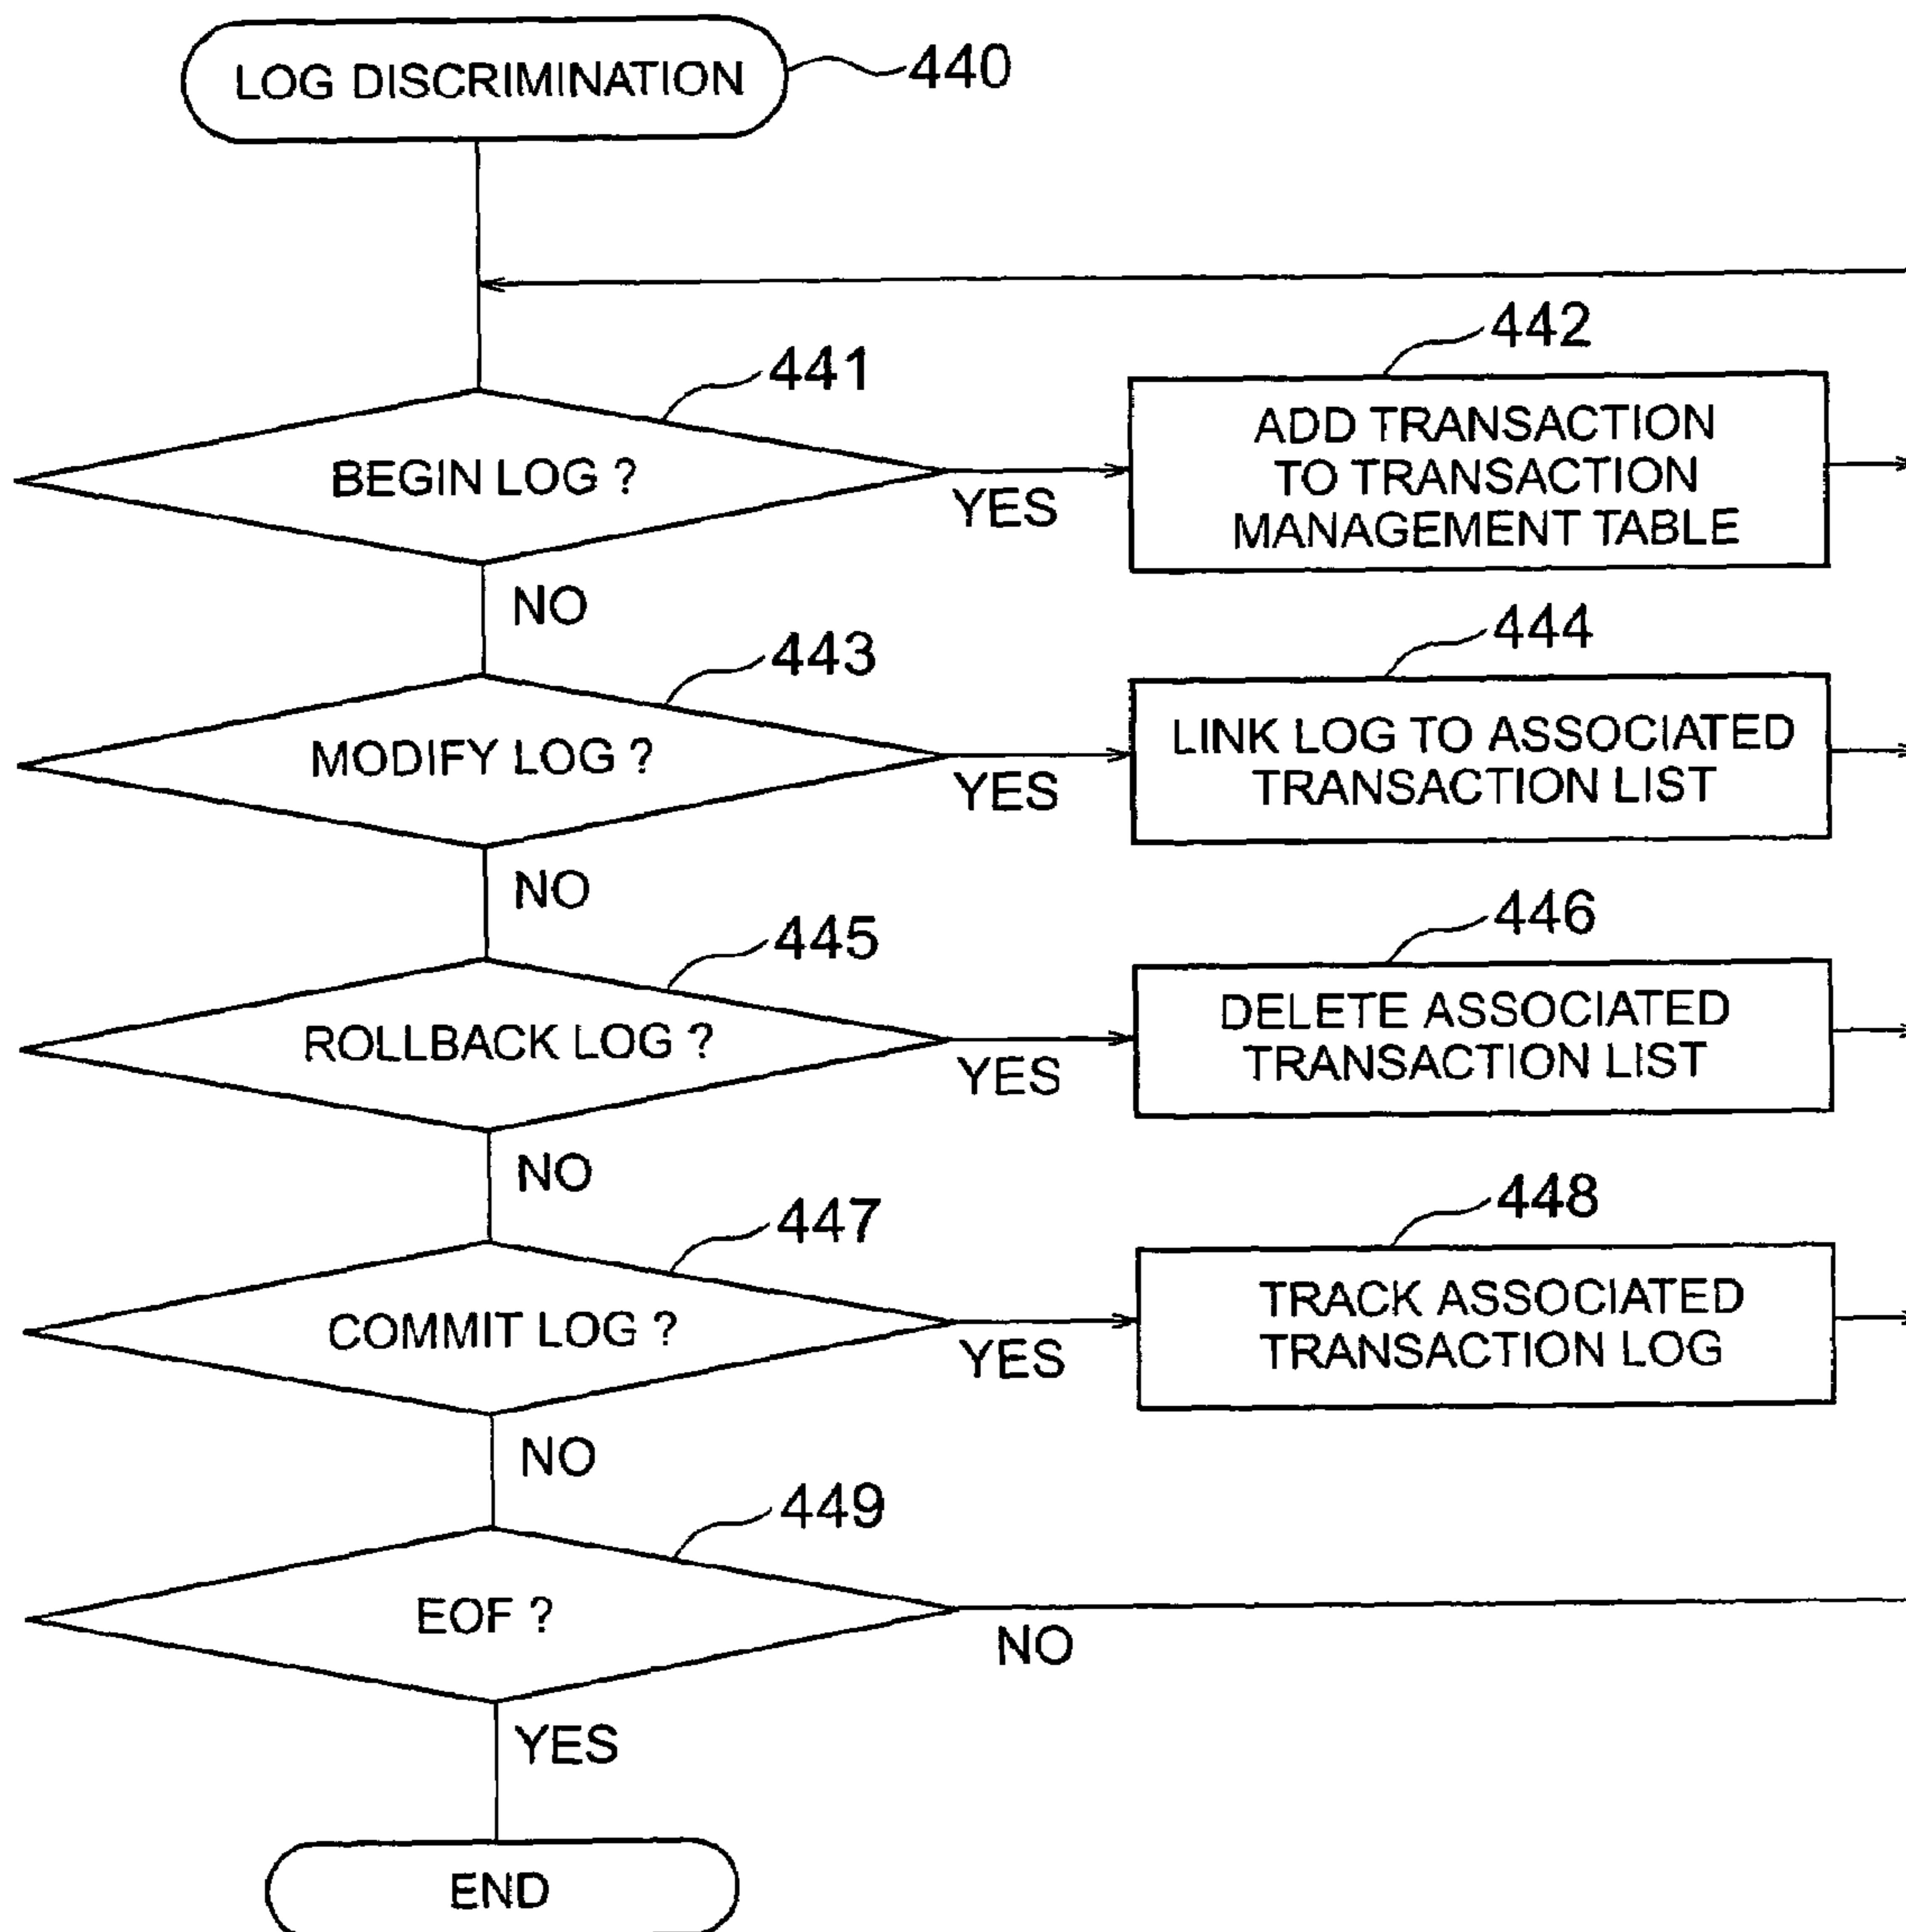 LOG DISCRIMINATION
440
441
BEGIN LOG ?
YES
442
ADD TRANSACTION
TO TRANSACTION
MANAGEMENT TABLE
NO
443
MODIFY LOG ?
YES
444
LINK LOG TO ASSOCIATED
TRANSACTION LIST
NO
445
ROLLBACK LOG ?
YES
446
DELETE ASSOCIATED
TRANSACTION LIST
NO
447
COMMIT LOG ?
YES
448
TRACK ASSOCIATED
TRANSACTION LOG
NO
449
EOF ?
NO
YES
END